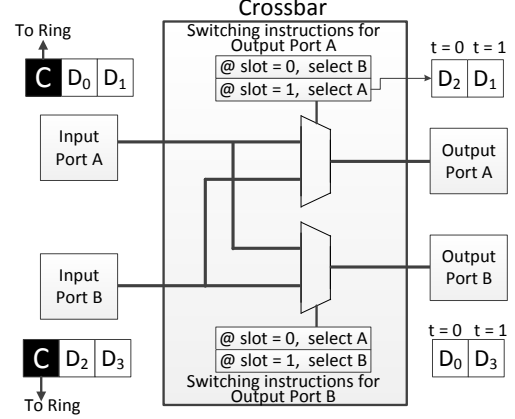 Crossbar
To Ring
Switching instructions for
Output Port A
t = 0 t = 1
@ slot = 0, select B
@ slot = 1, select A
C D0 D1
D2 D1
Input
Port A
Output
Port A
Input
Port B
Output
Port B
@ slot = 0, select A
@ slot = 1, select B
t = 0 t = 1
C D2 D3
D0 D3
Switching instructions for
Output Port B
To Ring